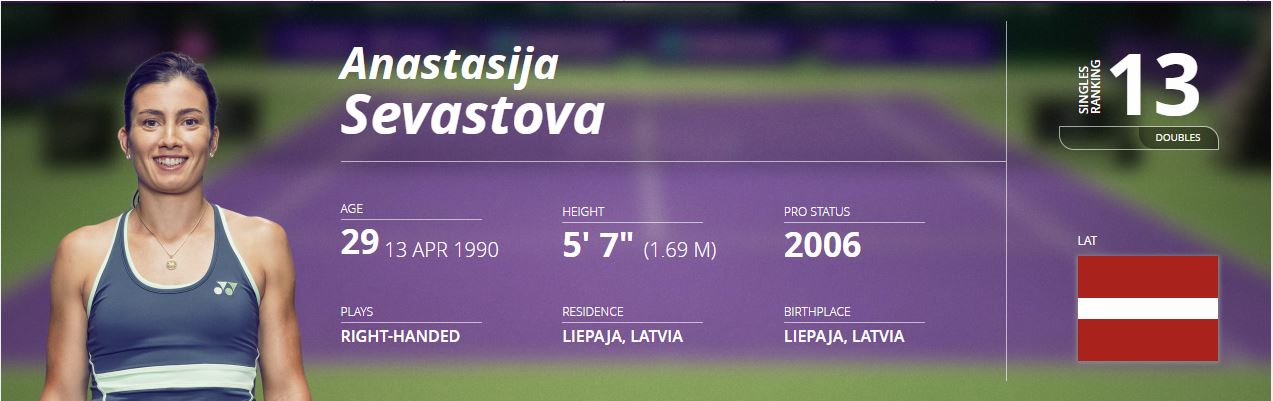 Anastasija
Sevastova
SINGLES
RANKING
13
DOUBLES
AGE
29 13 APR 1990
HEIGHT
5' 7" (1.69 M)
PRO STATUS
2006
LAT
PLAYS
RIGHT-HANDED
RESIDENCE
LIEPAJA, LATVIA
BIRTHPLACE
LIEPAJA, LATVIA